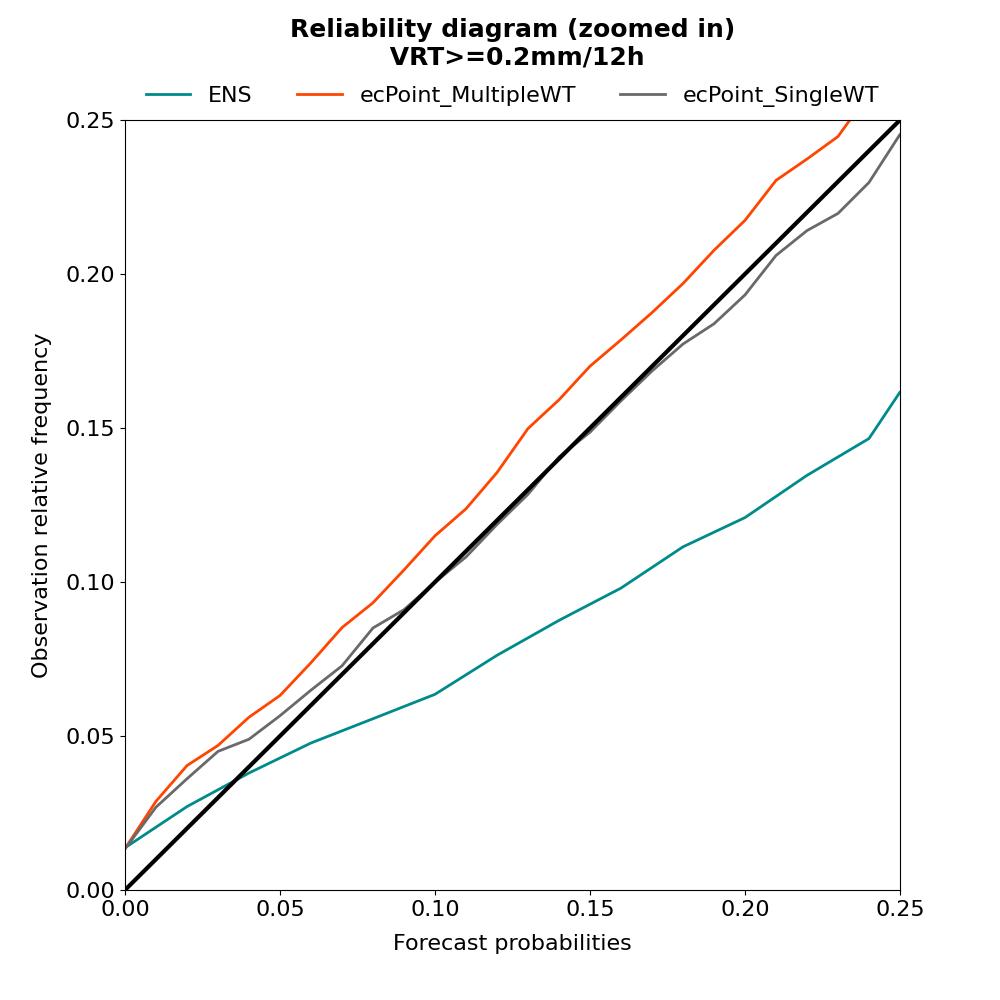 Reliability diagram (zoomed in)
VRT>=0.2mm/12h
ENS ecPoint_MultipleWT ecPoint_SingleWT
0.25
0.20
0.15
0.10
0.05
0.00
Observation relative frequency
0.00 0.05 0.10 0.15 0.20 0.25
Forecast probabilities